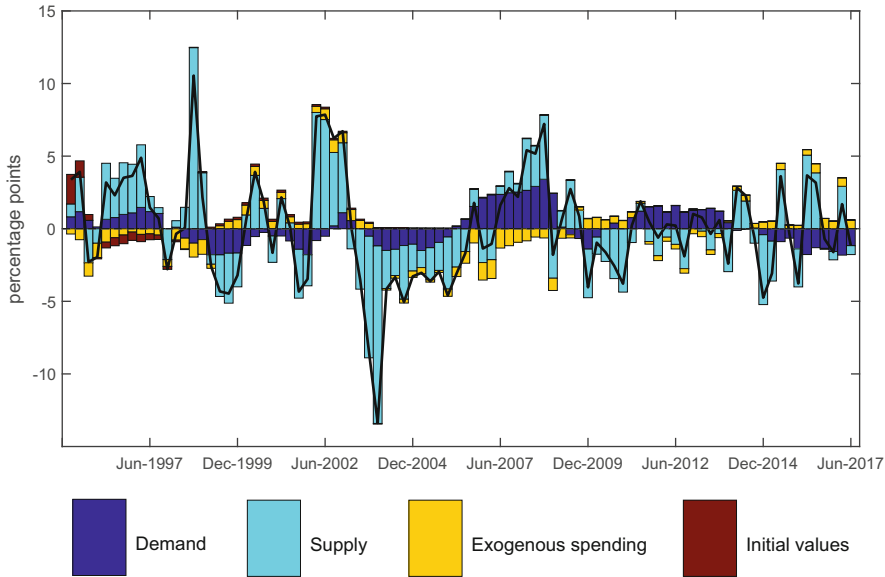 15
10
5
0
-5
-10
percentage points
Jun-1997 Dec-1999 Jun-2002 Dec-2004 Jun-2007 Dec-2009 Jun-2012 Dec-2014 Jun-2017
Demand Supply Exogenous spending Initial values